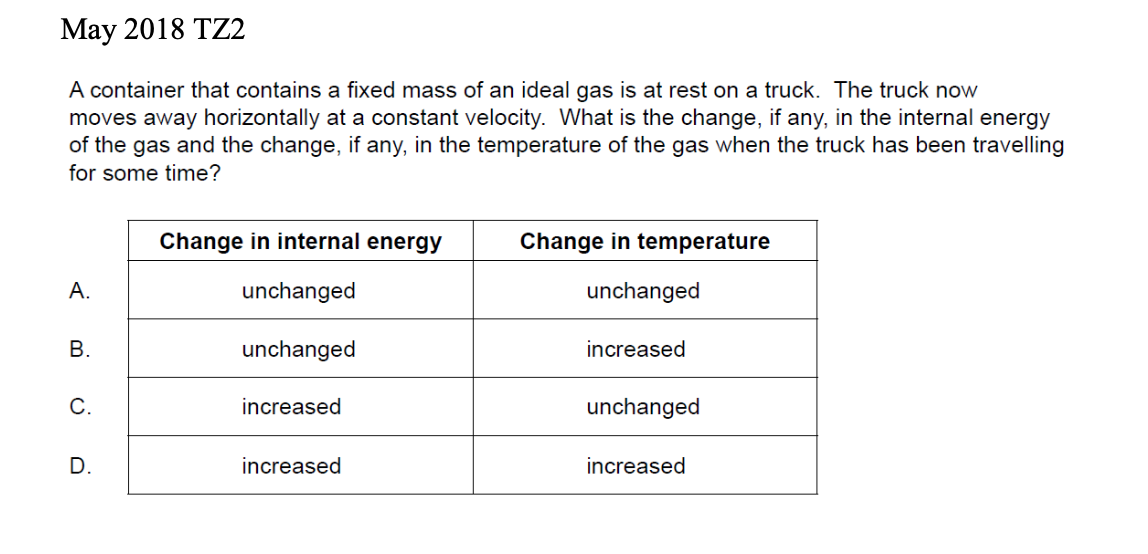 May 2018 TZ2
A container that contains a fixed mass of an ideal gas is at rest on a truck. The truck now
moves away horizontally at a constant velocity. What is the change, if any, in the internal energy
of the gas and the change, if any, in the temperature of the gas when the truck has been travelling
for some time?
Change in internal energy Change in temperature
A. unchanged unchanged
B. unchanged increased
C. increased unchanged
D. increased increased